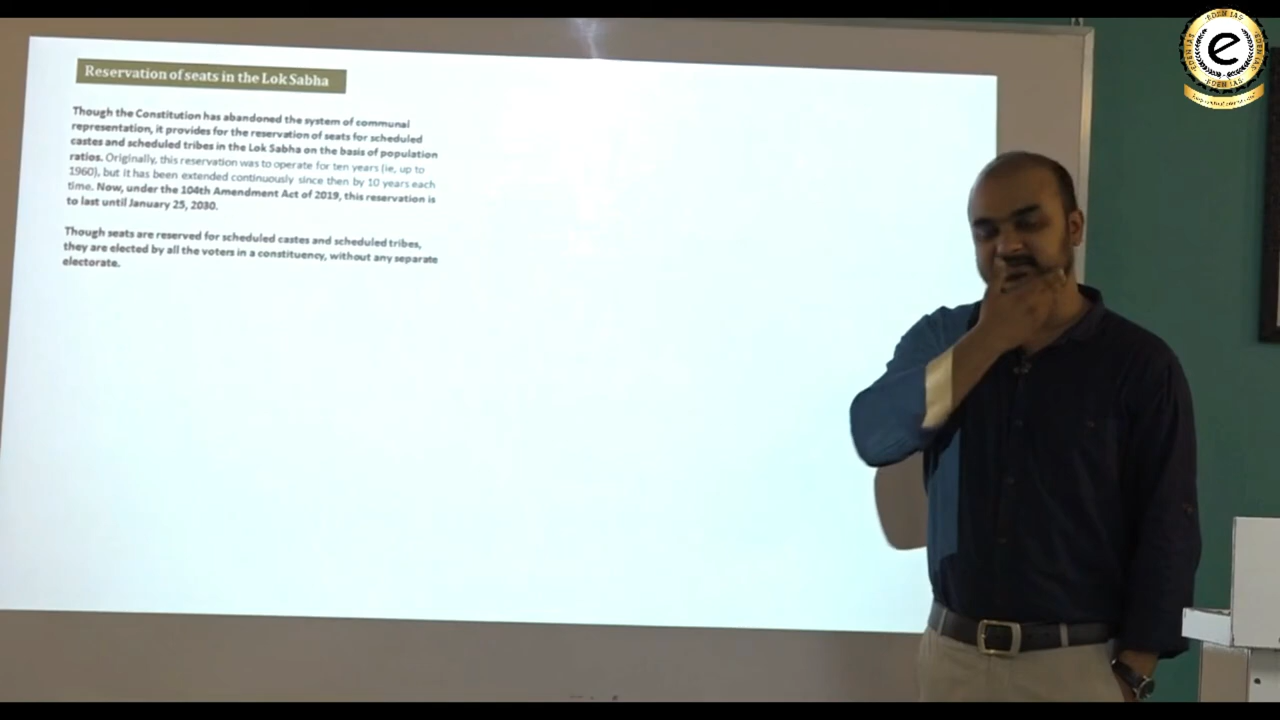 Reservation of seats in the Lok Sabha
Though the Constitution has abandoned the system of communal
representation, it provides for the reservation of seats for scheduled
castes and scheduled tribes in the Lok Sabha on the basis of population
ratios. Originally, this reservation was to operate for ten years (ie, up to
1960), but it has been extended continuously since then by 10 years each
time. Now, under the 104th Amendment Act of 2019, this reservation is
to last until January 25, 2030.
Though seats are reserved for scheduled castes and scheduled tribes,
they are elected by all the voters in a constituency, without any separate
electorate.
EDEN IAS
e
EDEN IAS